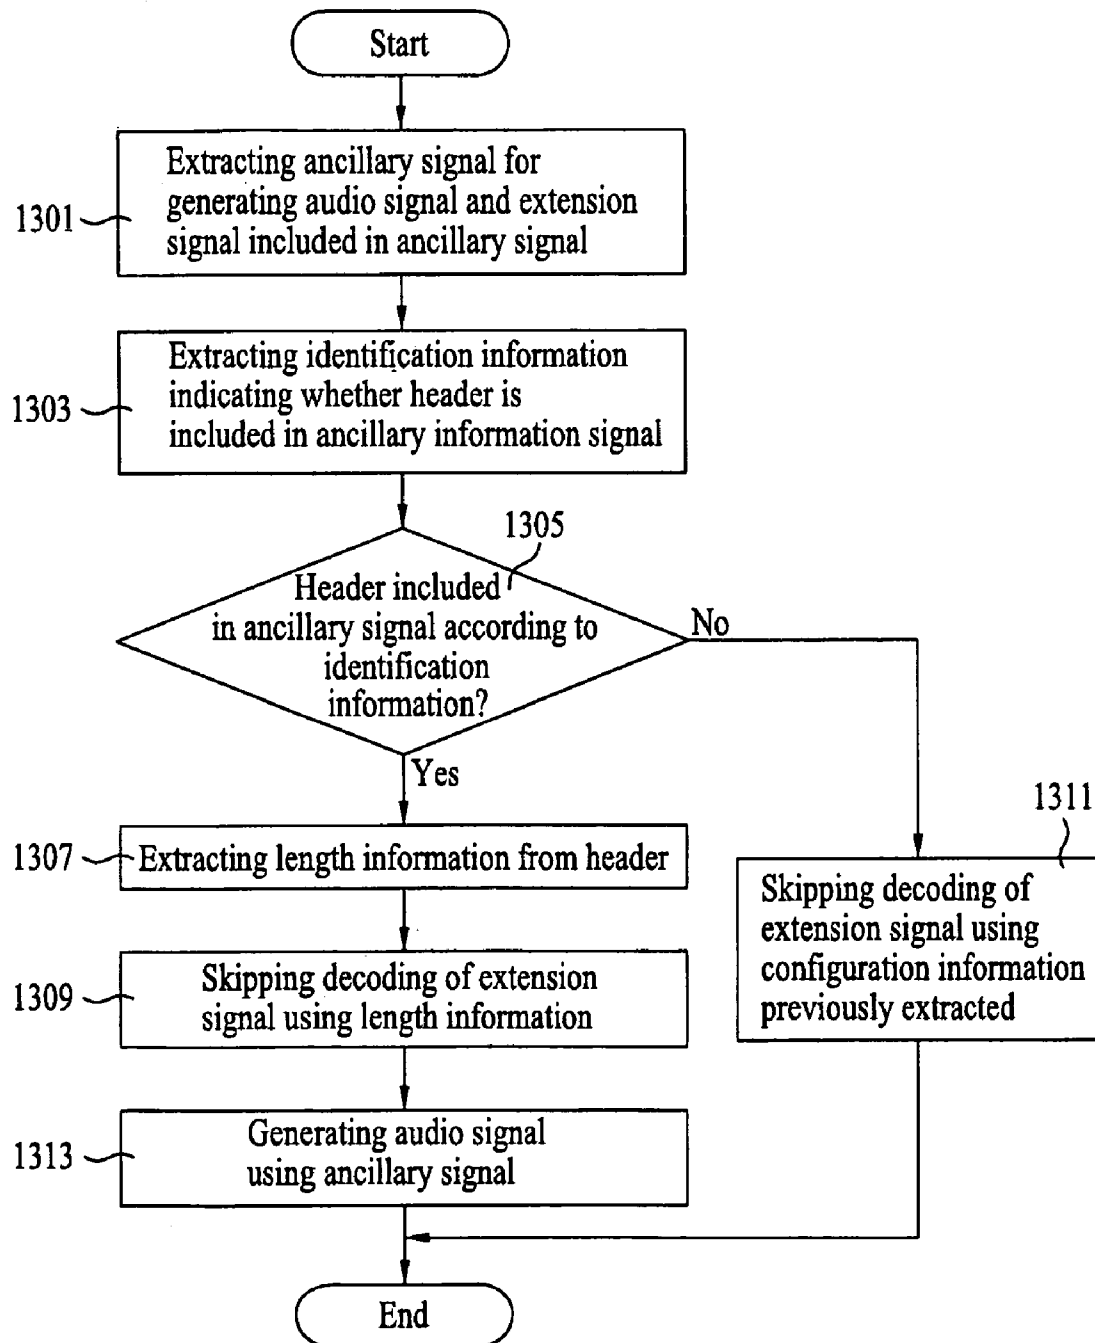 Start
1301
Extracting ancillary signal for
generating audio signal and extension
signal included in ancillary signal
1303
Extracting identification information
indicating whether header is
included in ancillary information signal
1305
Header included
in ancillary signal according to
identification
information?
No
Yes
1307
Extracting length information from header
1311
Skipping decoding of
extension signal using
configuration information
previously extracted
1309
Skipping decoding of extension
signal using length information
1313
Generating audio signal
using ancillary signal
End